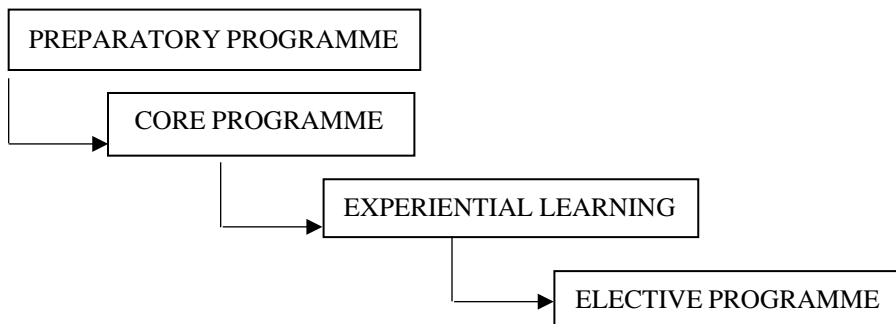 PREPARATORY PROGRAMME
CORE PROGRAMME
EXPERIENTIAL LEARNING
ELECTIVE PROGRAMME